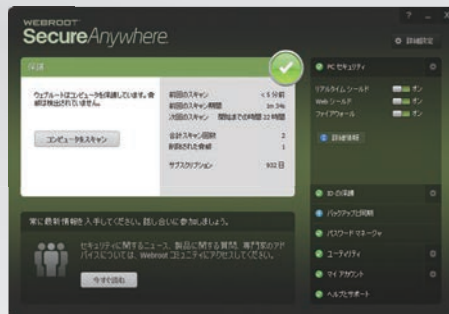 WEBROOT
SecureAnywhere
? _ X
詳細設定
保護
ウェブルートはコンピュータを保護しています。脅
威は検出されていません。
コンピュータをスキャン
前回のスキャン < 5 分前
前回のスキャン時間 1m 34s
次回のスキャン 開始までの時間 22 時間
合計スキャン回数 2
削除された脅威 1
サブスクリプション 932 日
PC セキュリティ
リアルタイム シールド オン
Web シールド オン
ファイアウォール オン
詳細情報
ID の保護
バックアップと同期
パスワード マネージャ
ユーティリティ
マイ アカウント
ヘルプとサポート
常に最新情報を入手してください。話し合いに参加しましょう。
セキュリティに関するニュース、製品に関する質問、専門家のアド
バイスについては、Webroot コミュニティにアクセスしてください。
今すぐ読む